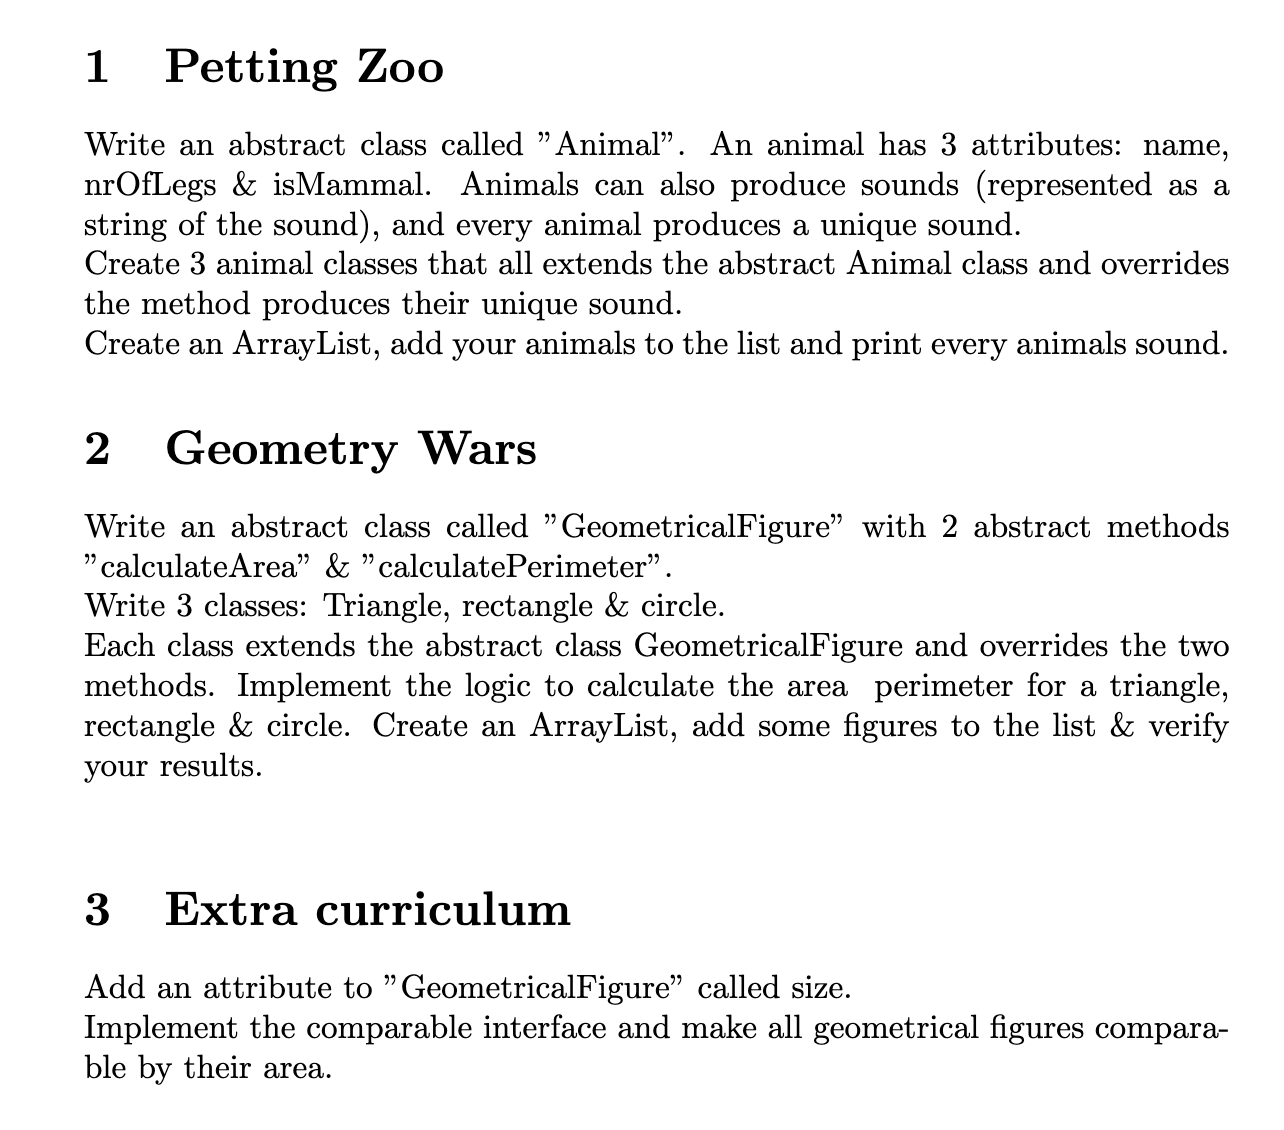 1 Petting Zoo
Write an abstract class called ”Animal”. An animal has 3 attributes: name,
nrOfLegs & isMammal. Animals can also produce sounds (represented as a
string of the sound), and every animal produces a unique sound.
Create 3 animal classes that all extends the abstract Animal class and overrides
the method produces their unique sound.
Create an ArrayList, add your animals to the list and print every animals sound.
2 Geometry Wars
Write an abstract class called ”GeometricalFigure” with 2 abstract methods
”calculateArea” & ”calculatePerimeter”.
Write 3 classes: Triangle, rectangle & circle.
Each class extends the abstract class GeometricalFigure and overrides the two
methods. Implement the logic to calculate the area perimeter for a triangle,
rectangle & circle. Create an ArrayList, add some figures to the list & verify
your results.
3 Extra curriculum
Add an attribute to ”GeometricalFigure” called size.
Implement the comparable interface and make all geometrical figures compara-
ble by their area.